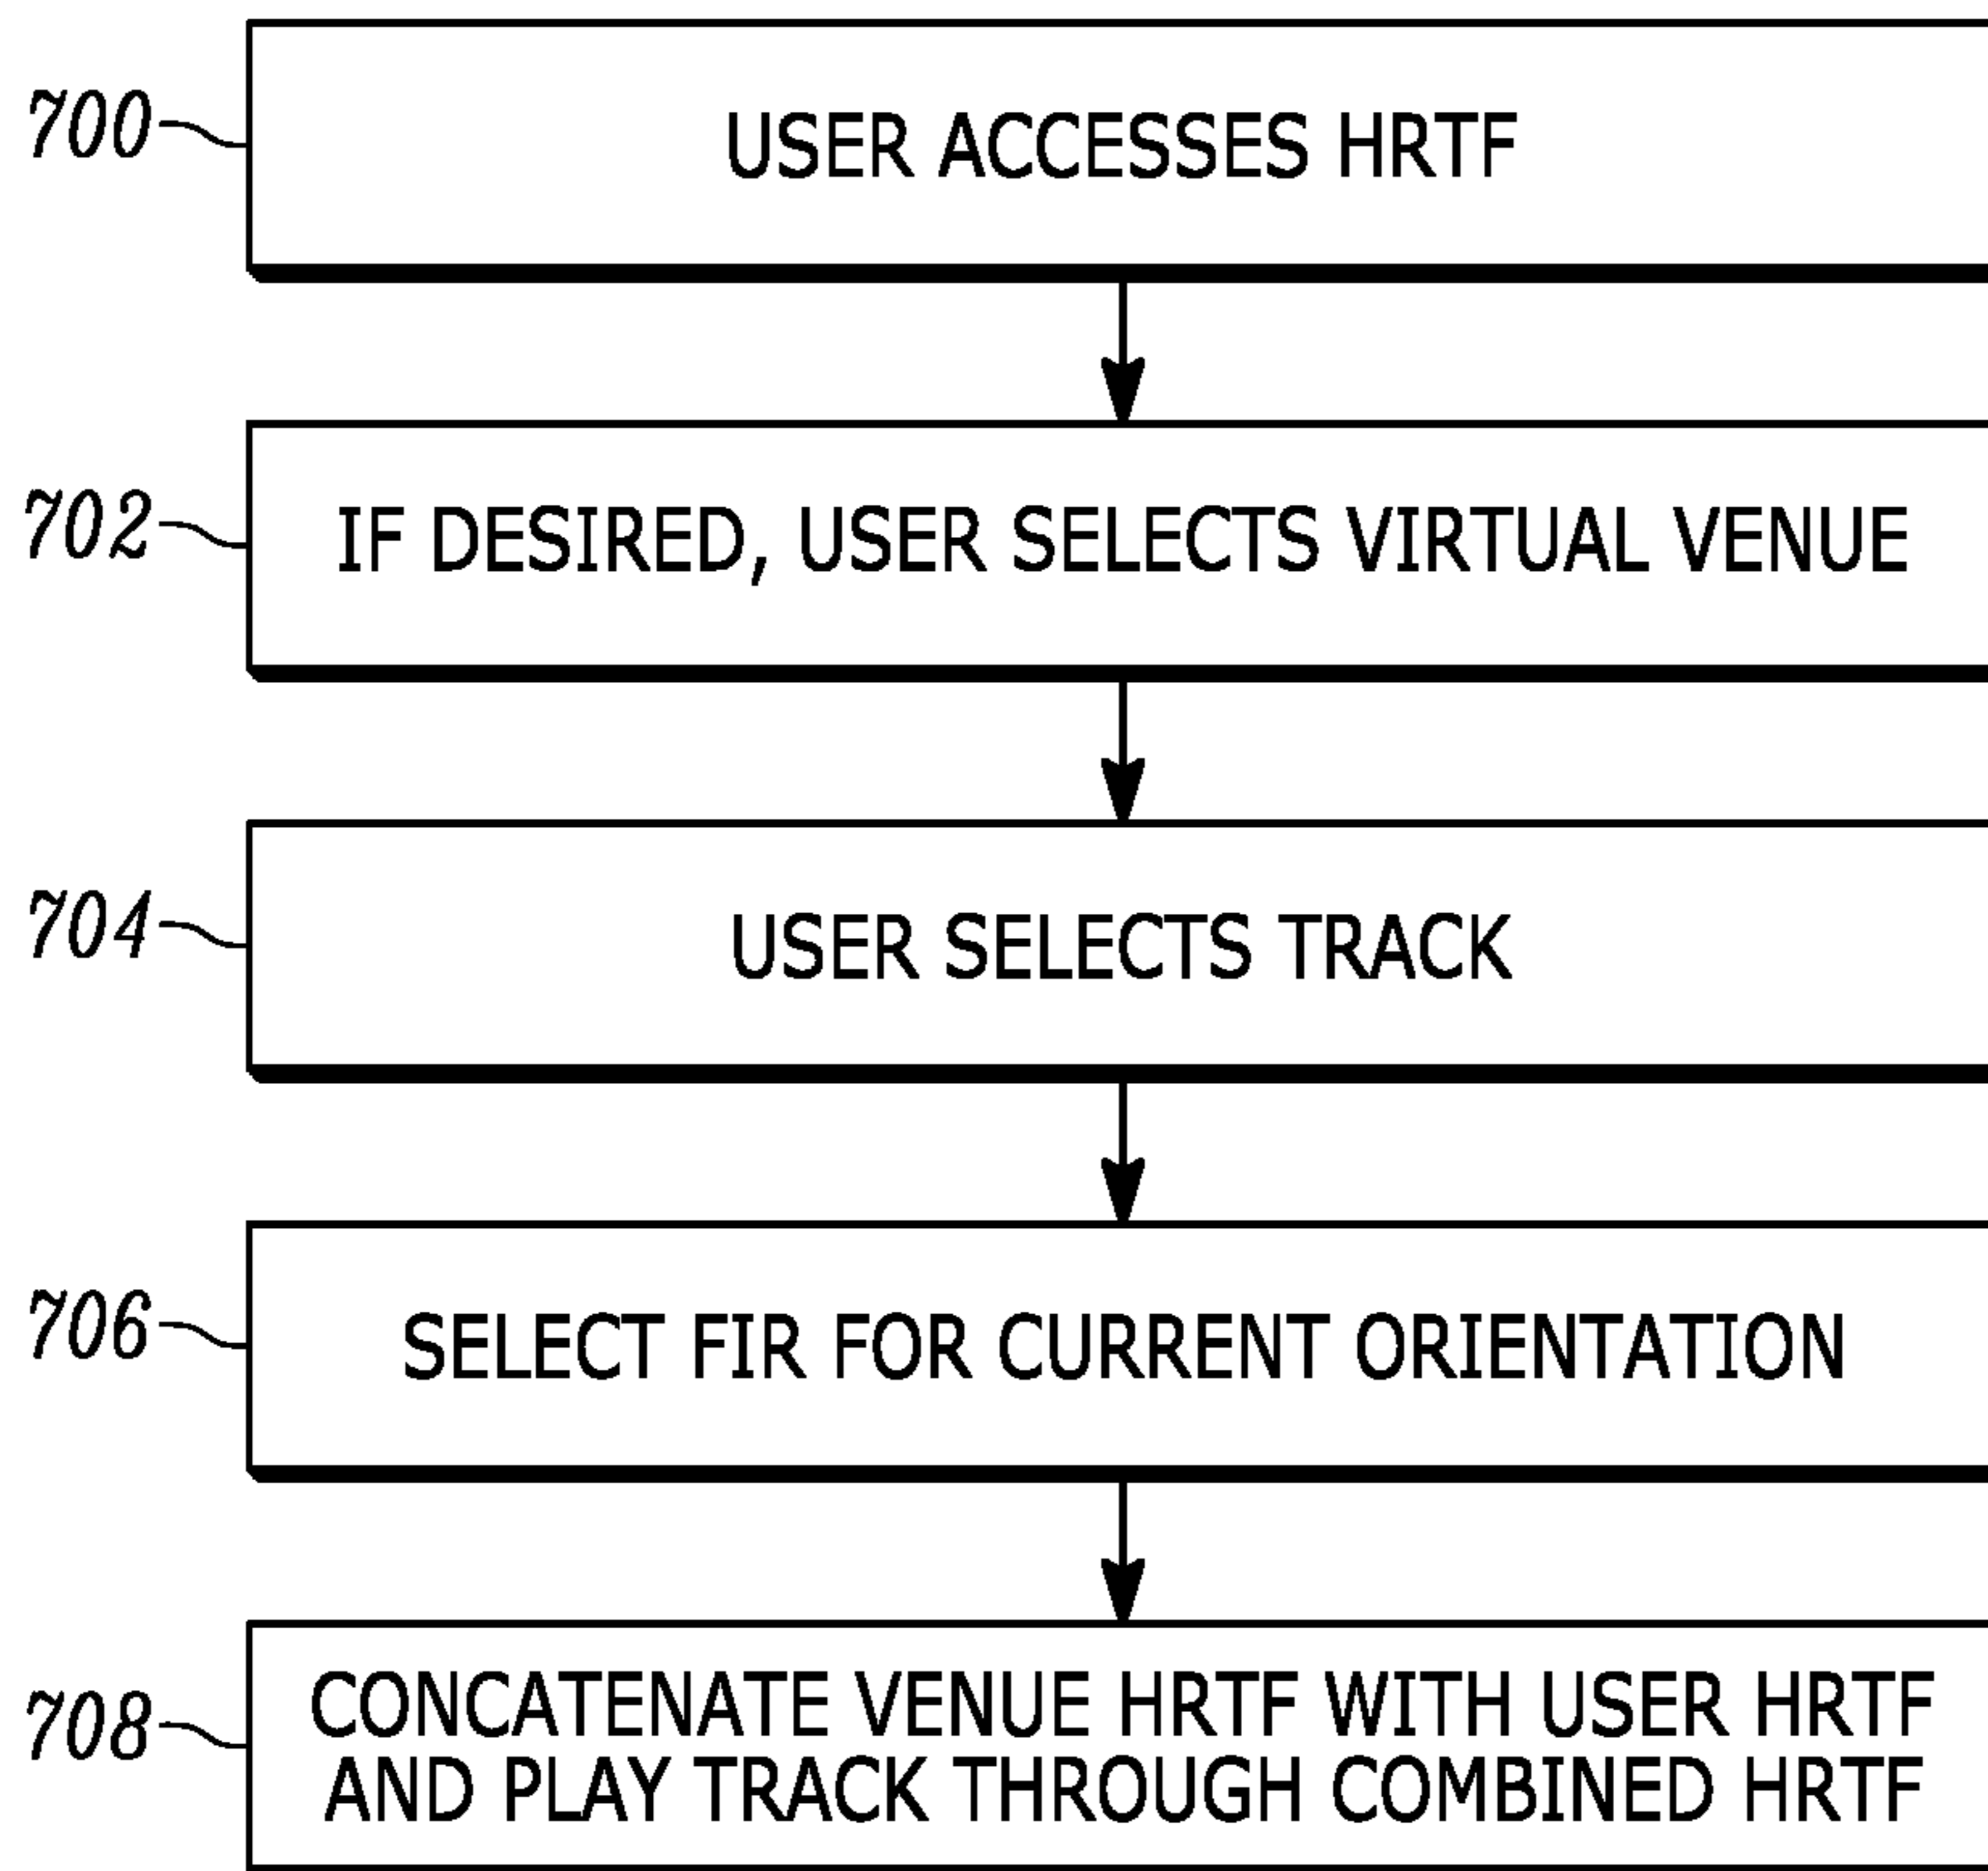 700
USER ACCESSES HRTF
702
IF DESIRED, USER SELECTS VIRTUAL VENUE
704
USER SELECTS TRACK
706
SELECT FIR FOR CURRENT ORIENTATION
708
CONCATENATE VENUE HRTF WITH USER HRTF
AND PLAY TRACK THROUGH COMBINED HRTF